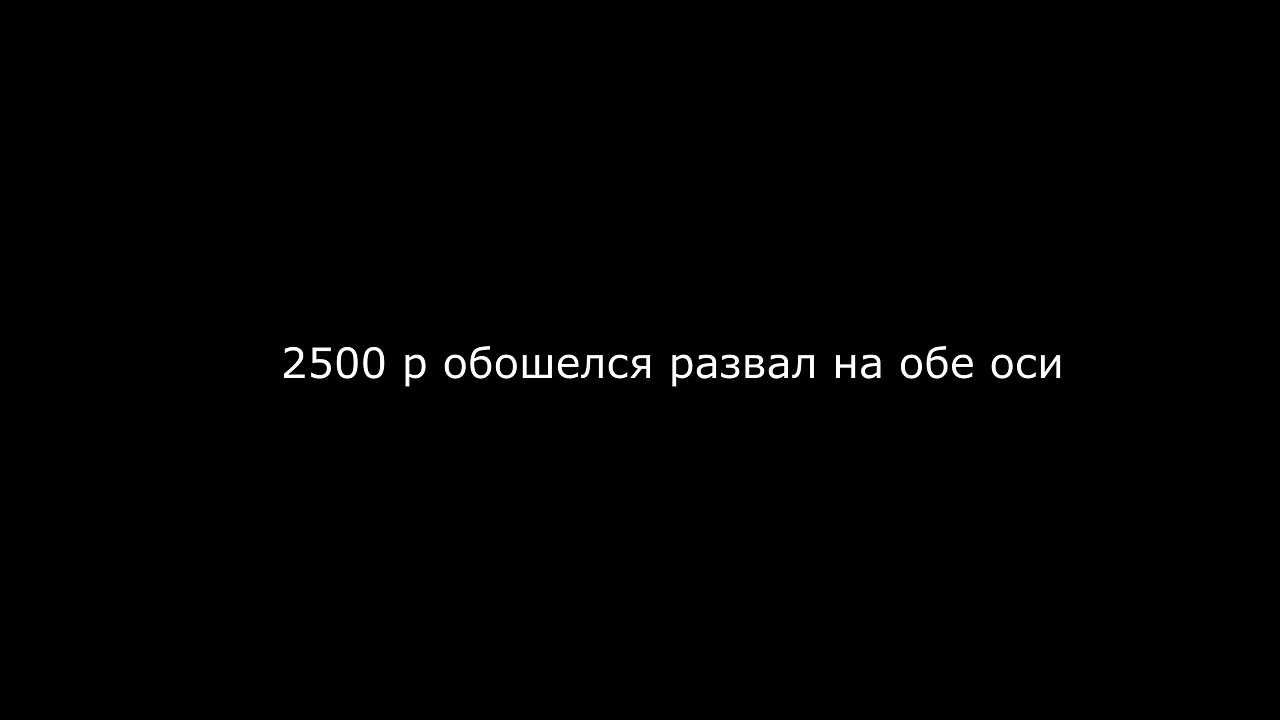 2500 р обошелся развал на обе оси